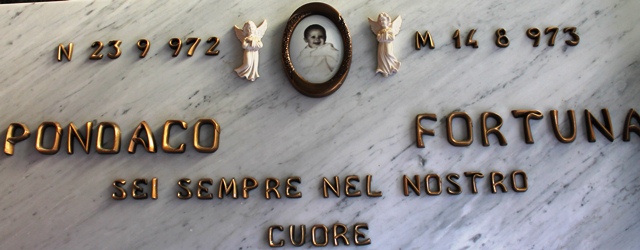 N 23 9 972 M 14 8 973
PONDACO FORTUNA
SEI SEMPRE NEL NOSTRO
CUORE